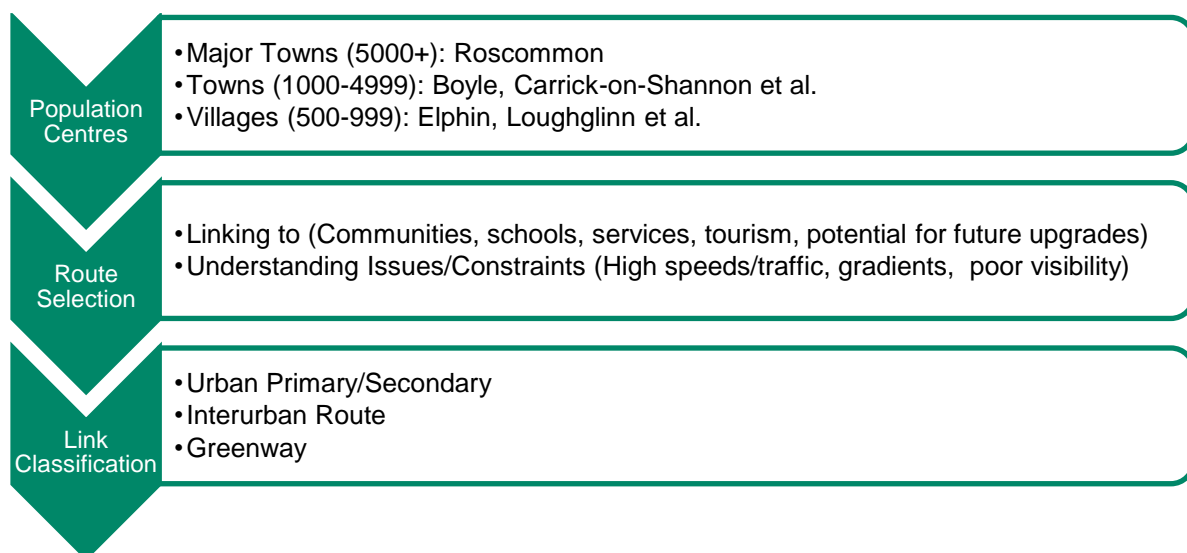 Population
Centres
•Major Towns (5000+): Roscommon
•Towns (1000-4999): Boyle, Carrick-on-Shannon et al.
•Villages (500-999): Elphin, Loughglinn et al.
Route
Selection
•Linking to (Communities, schools, services, tourism, potential for future upgrades)
•Understanding Issues/Constraints (High speeds/traffic, gradients, poor visibility)
Link
Classification
•Urban Primary/Secondary
•Interurban Route
•Greenway